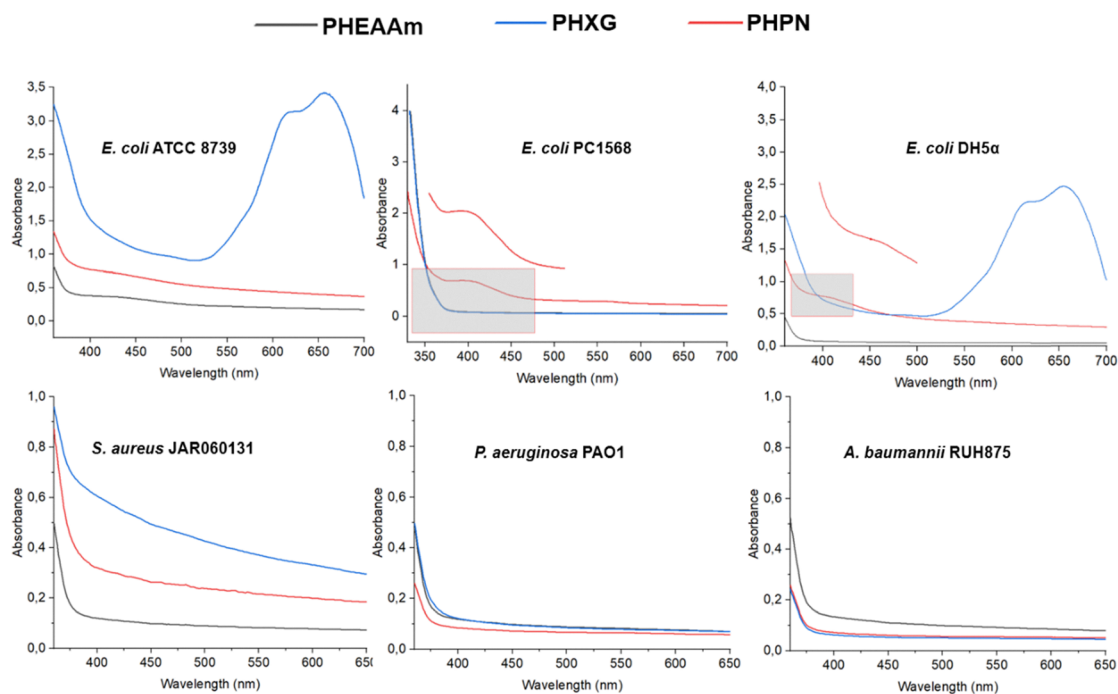 PHEAAm PHXG PHPN
E. coli ATCC 8739
Absorbance
3,5
3,0
2,5
2,0
1,5
1,0
0,5
0,0
400 450 500 550 600 650 700
Wavelength (nm)
E. coli PC1568
Absorbance
4
3
2
1
0
350 400 450 500 550 600 650 700
Wavelength (nm)
E. coli DH5α
Absorbance
4,0
3,5
3,0
2,5
2,0
1,5
1,0
0,5
0,0
400 450 500 550 600 650 700
Wavelength (nm)
S. aureus JAR060131
Absorbance
1,0
0,8
0,6
0,4
0,2
0,0
400 450 500 550 600 650
Wavelength (nm)
P. aeruginosa PAO1
Absorbance
1,0
0,8
0,6
0,4
0,2
0,0
400 450 500 550 600 650
Wavelength (nm)
A. baumannii RUH875
Absorbance
1,0
0,8
0,6
0,4
0,2
0,0
400 450 500 550 600 650
Wavelength (nm)